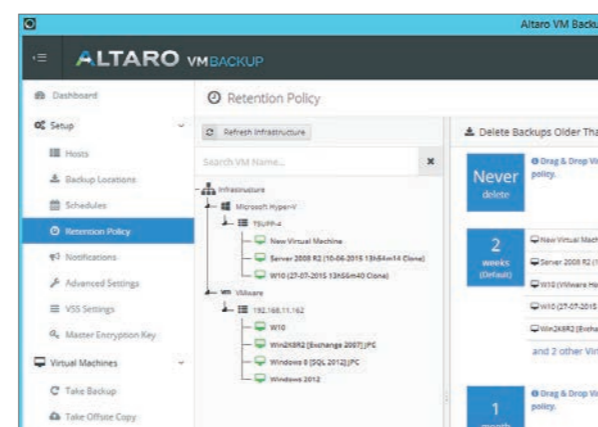 Altaro VM Backu
ALTARO VMBACKUP
Dashboard
Setup
Hosts
Backup Locations
Schedules
Retention Policy
Notifications
Advanced Settings
VSS Settings
Master Encryption Key
Virtual Machines
Take Backup
Take Offsite Copy
Retention Policy
Refresh Infrastructure
Search VM Name...
Infrastructure
Microsoft Hyper-V
TSUPP-4
New Virtual Machine
Server 2008 R2 (10-06-2015 13h54m14 Clone)
W10 (27-07-2015 13h56m40 Clone)
VMware
192.168.11.162
W10
Win2K8R2 [Exchange 2007] JPC
Windows 8 [SQL 2012] JPC
Windows 2012
Delete Backups Older Tha
Never
delete
Drag & Drop Vi
policy.
2
weeks
(Default)
New Virtual Mach
Server 2008 R2 (1
W10 (VMware Ho
W10 (27-07-2015
Win2K8R2 [Excha
and 2 other Vir
1
month
Drag & Drop Vi
policy.